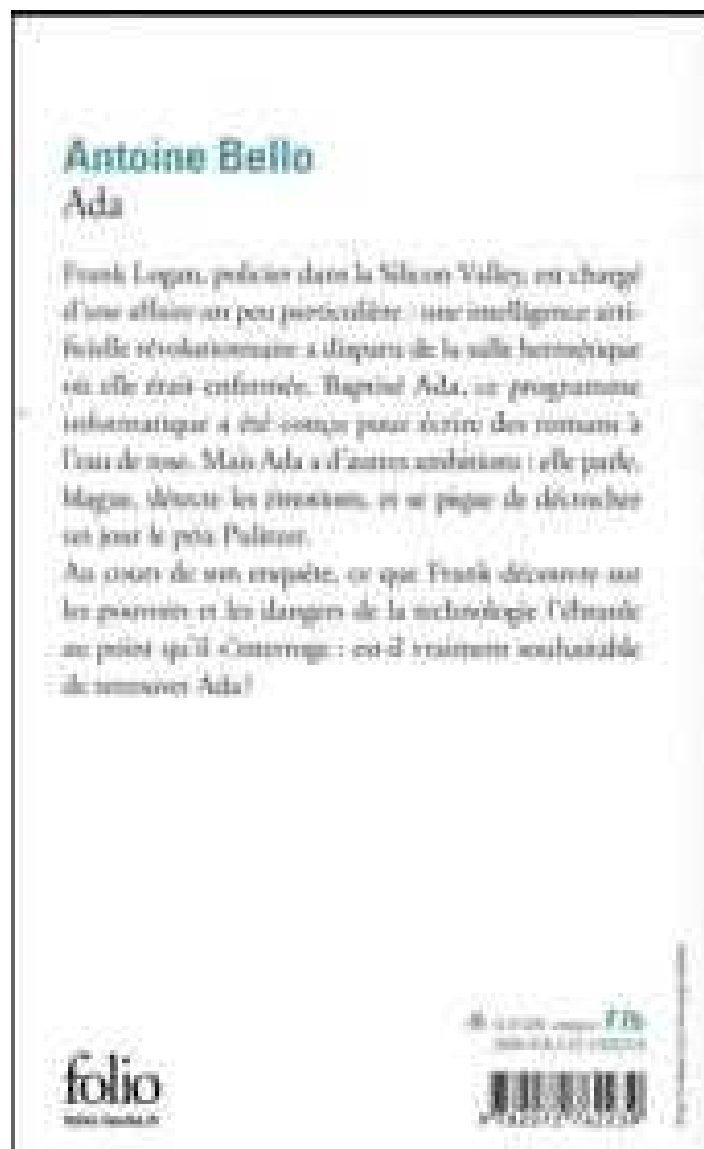 Antoine Bello
Ada
Frank Logan, policier dans la Silicon Valley, est chargé
d'une affaire un peu particulière : une intelligence arti-
ficielle révolutionnaire a disparu de la salle hermétique
où elle était enfermée. Baptisé Ada, ce programme
informatique a été conçu pour écrire des romans à
l'eau de rose. Mais Ada a d'autres ambitions : elle parle,
blague, détecte les émotions, et se pique de décrocher
un jour le prix Pulitzer.
Au cours de son enquête, ce que Frank découvre sur
les pouvoirs et les dangers de la technologie l'ébranle
au point qu'il s'interroge : est-il vraiment souhaitable
de retrouver Ada?
folio